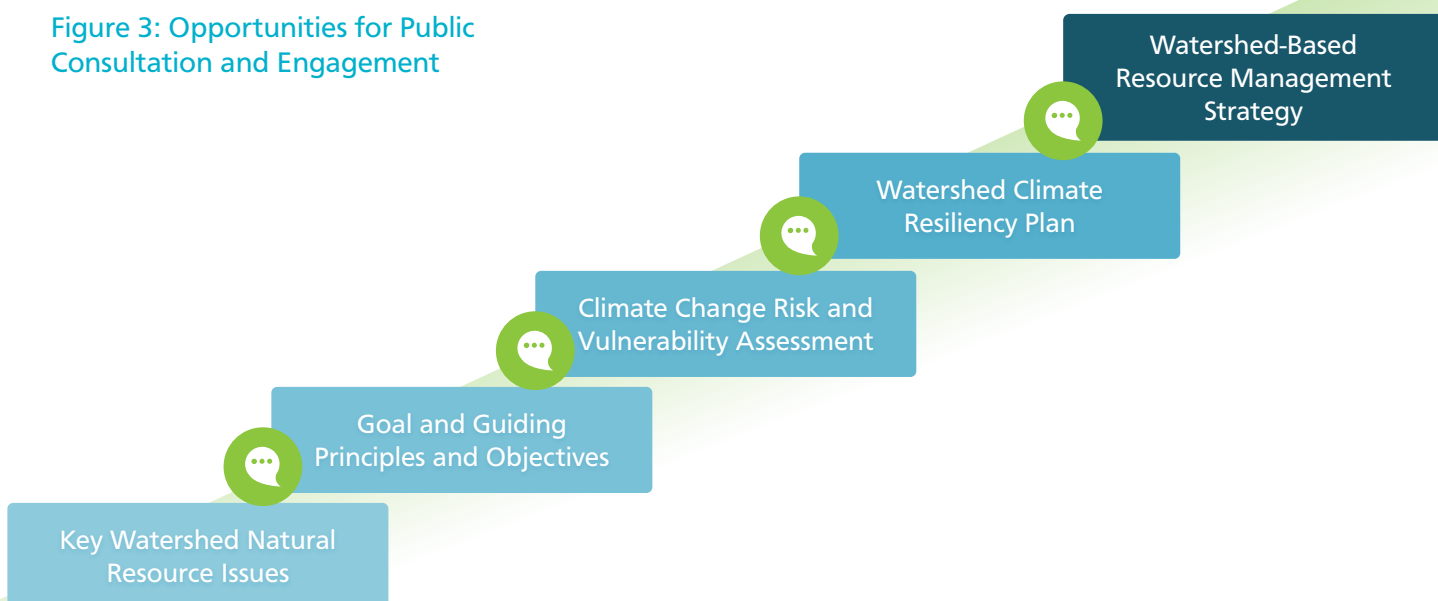 Figure 3: Opportunities for Public
Consultation and Engagement
Watershed-Based
Resource Management
Strategy
Watershed Climate
Resiliency Plan
Climate Change Risk and
Vulnerability Assessment
Goal and Guiding
Principles and Objectives
Key Watershed Natural
Resource Issues